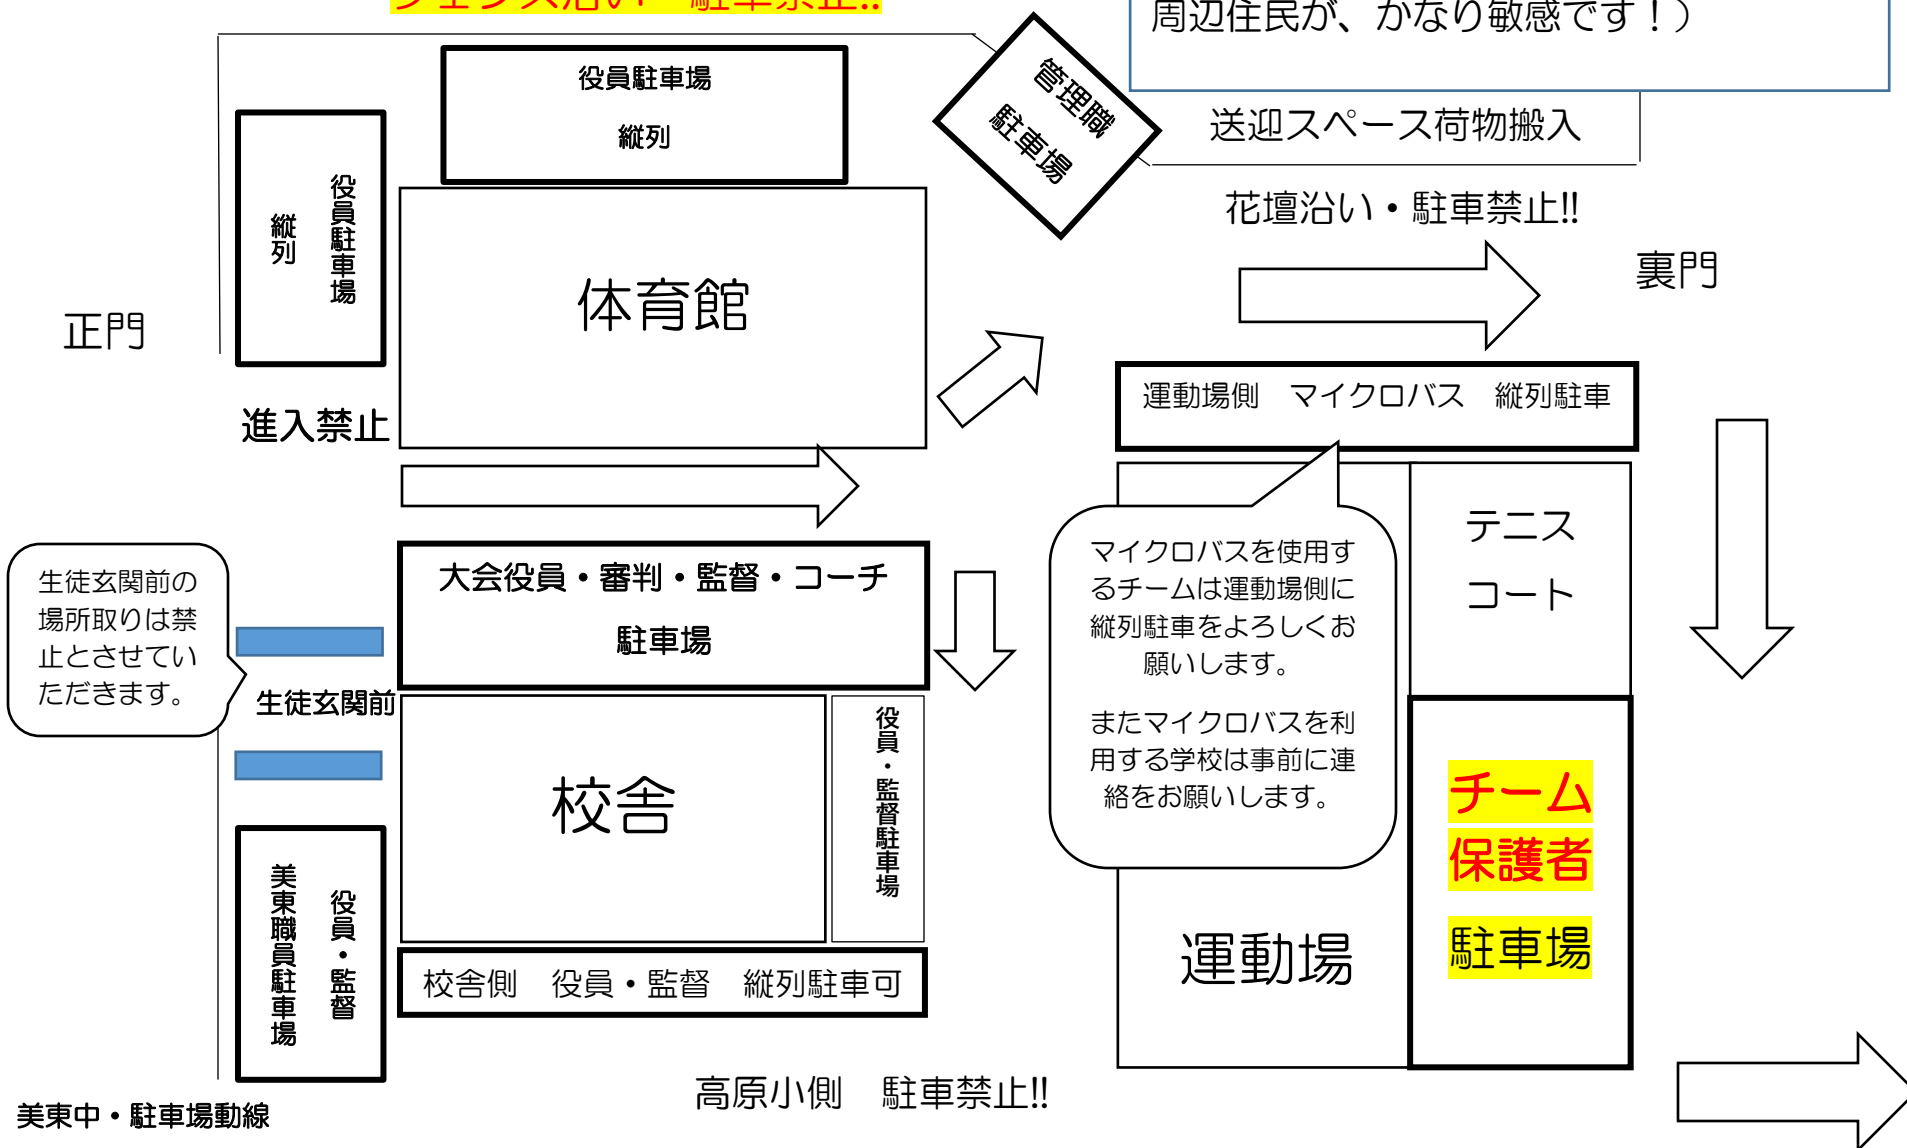 フェンス沿い　駐車禁止!!
周辺住民が、かなり敏感です！）
役員駐車場
縦列
管理職
駐車場
送迎スペース荷物搬入
役員駐車場
縦列
花壇沿い・駐車禁止!!
体育館
裏門
正門
運動場側　マイクロバス　縦列駐車
進入禁止
テニス
コート
マイクロバスを使用す
るチームは運動場側に
縦列駐車をよろしくお
願いします。
またマイクロバスを利
用する学校は事前に連
絡をお願いします。
大会役員・審判・監督・コーチ
駐車場
生徒玄関前の
場所取りは禁
止とさせてい
ただきます。
生徒玄関前
校舎
役員・監督駐車場
チーム
保護者
駐車場
役員・監督
美東職員駐車場
運動場
校舎側　役員・監督　縦列駐車可
高原小側　駐車禁止!!
美東中・駐車場動線